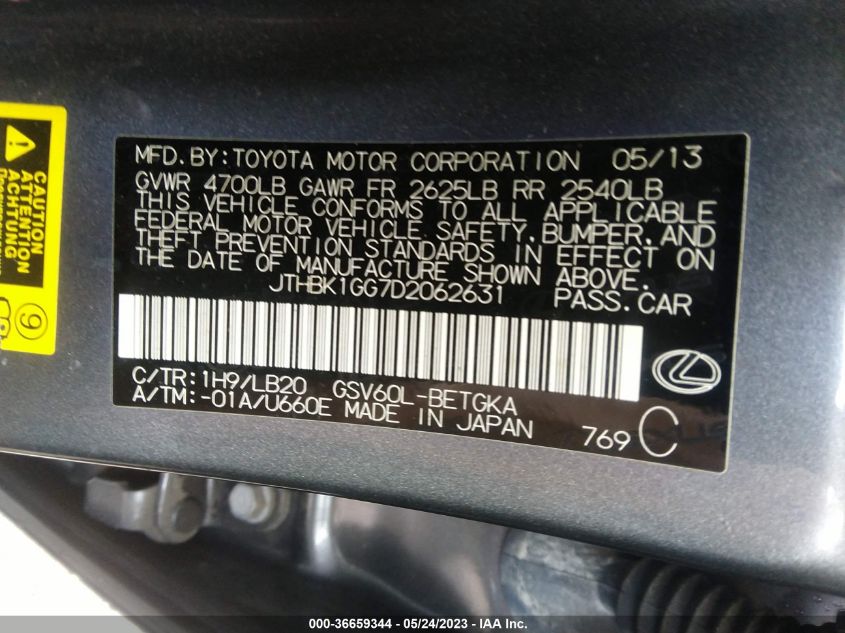 CAUTION
ATTENTION
ACHTUNG
9
MFD. BY: TOYOTA MOTOR CORPORATION 05/13
GVWR 4700LB GAWR FR 2625LB RR 2540LB
THIS VEHICLE CONFORMS TO ALL APPLICABLE
FEDERAL MOTOR VEHICLE SAFETY, BUMPER, AND
THEFT PREVENTION STANDARDS IN EFFECT ON
THE DATE OF MANUFACTURE SHOWN ABOVE.
JTHBK1GG7D2062631 PASS. CAR
C/TR: 1H9/LB20 GSV60L-BETGKA
A/TM: -01A/U660E MADE IN JAPAN
769 C
000-36659344 / 05/24/2023 - IAA Inc.